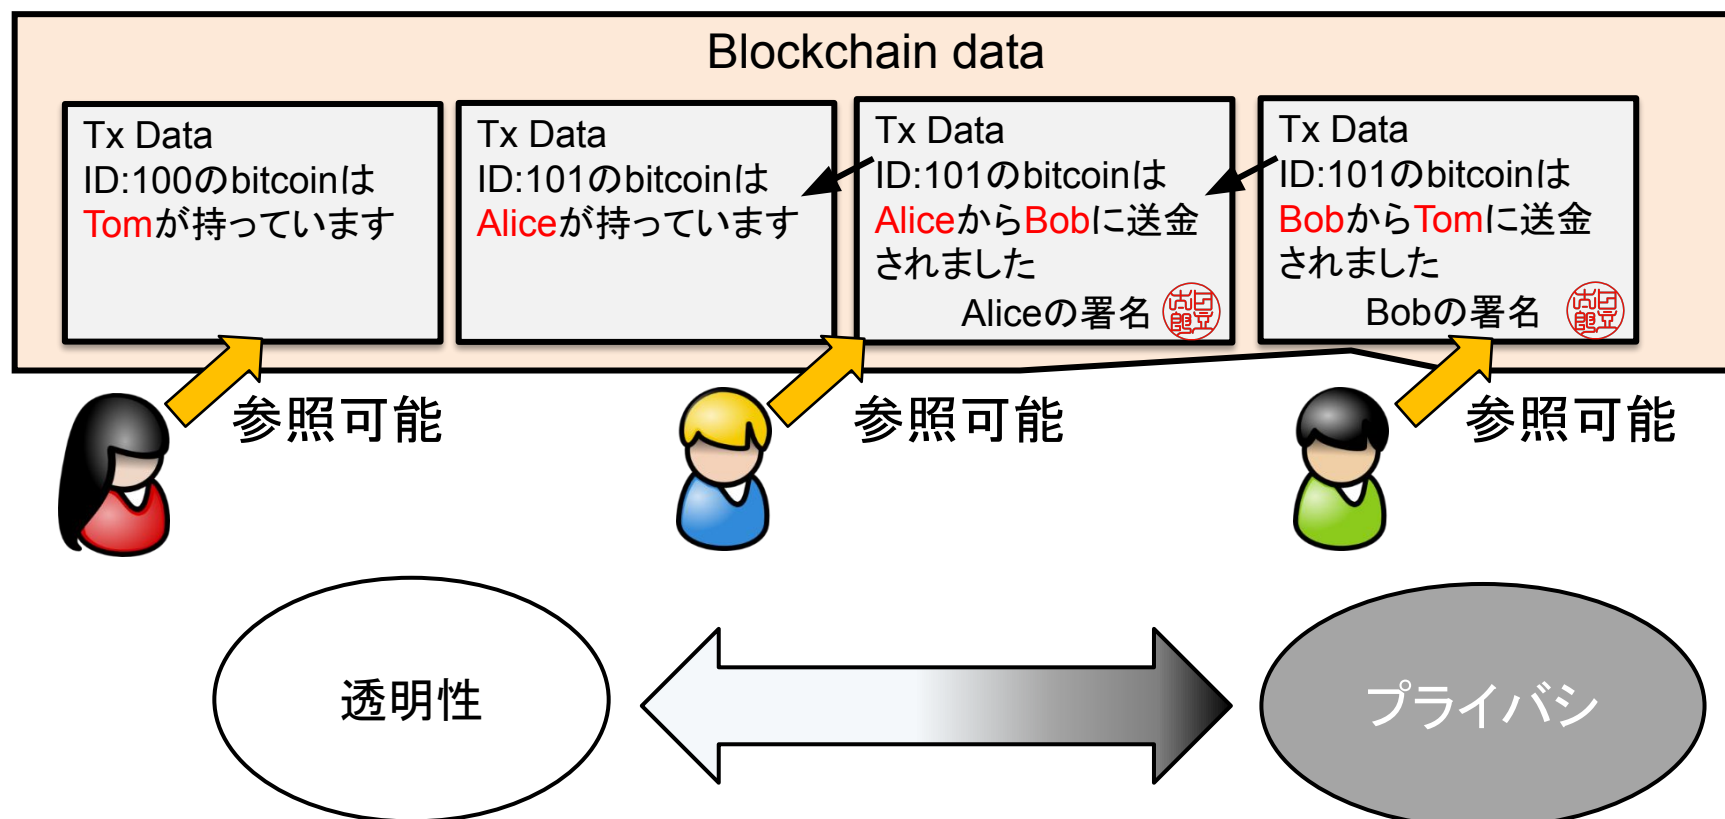 Blockchain data
Tx Data
ID:100のbitcoinは
Tomが持っています
Tx Data
ID:101のbitcoinは
Aliceが持っています
Tx Data
ID:101のbitcoinは
AliceからBobに送金
されました
Aliceの署名
Tx Data
ID:101のbitcoinは
BobからTomに送金
されました
Bobの署名
参照可能
参照可能
参照可能
透明性
プライバシ